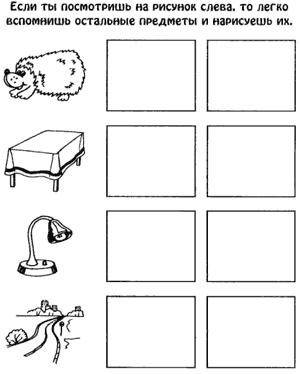 Если ты посмотришь на рисунок слева, то легко
вспомнишь остальные предметы и нарисуешь их.